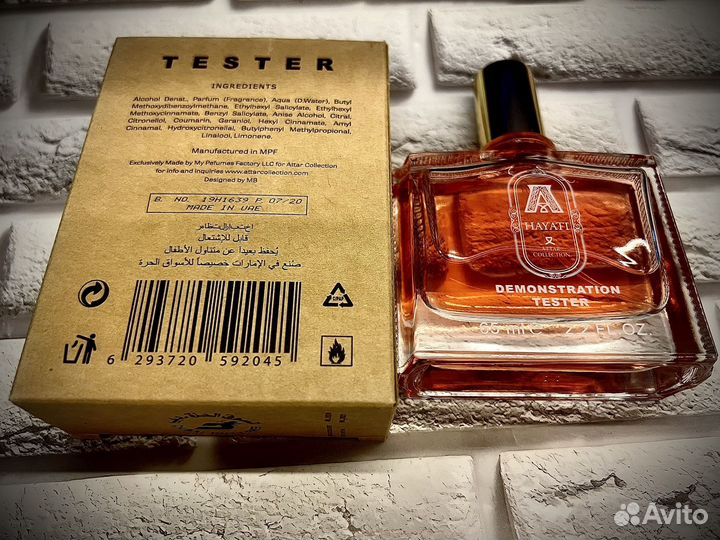 TESTER
INGREDIENTS
Alcohol Denat., Parfum (Fragrance), Aqua (D.Water), Butyl
Methoxydibenzoylmethane, Ethylhexyl Salicylate, Ethylhexyl
Methoxycinnamate, Benzyl Salicylate, Anise Alcohol, Citral,
Citronellol, Coumarin, Geraniol, Hexyl Cinnamate, Amyl
Cinnamal, Hydroxycitronellal, Butylphenyl Methylpropional,
Linalool, Limonene.
Manufactured in MPF
Exclusively Made by My Pefumes Factory LLC for Attar Collection
for info and inquiries www.attarcollection.com
Designed by MB
B. NO. 19H1639 P. 07/20
MADE IN UAE
قابل للإشتعال
يُحفظ بعيداً عن متناول الأطفال
صنع في الإمارات خصيصاً للأسواق الحرة
6 293720 592045
HAYATI
ATTAR
COLLECTION
DEMONSTRATION
TESTER
65 ml C 2.2 FL. OZ.
Avito